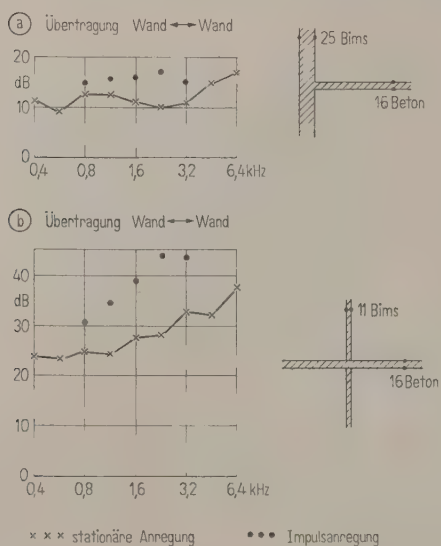 a Übertragung Wand ↔ Wand
20
dB
10
0
0,4 0,8 1,6 3,2 6,4 kHz
25 Bims
16 Beton
b Übertragung Wand ↔ Wand
40
dB
30
20
10
0
0,4 0,8 1,6 3,2 6,4 kHz
11 Bims
16 Beton
× × × stationäre Anregung ••• Impulsanregung